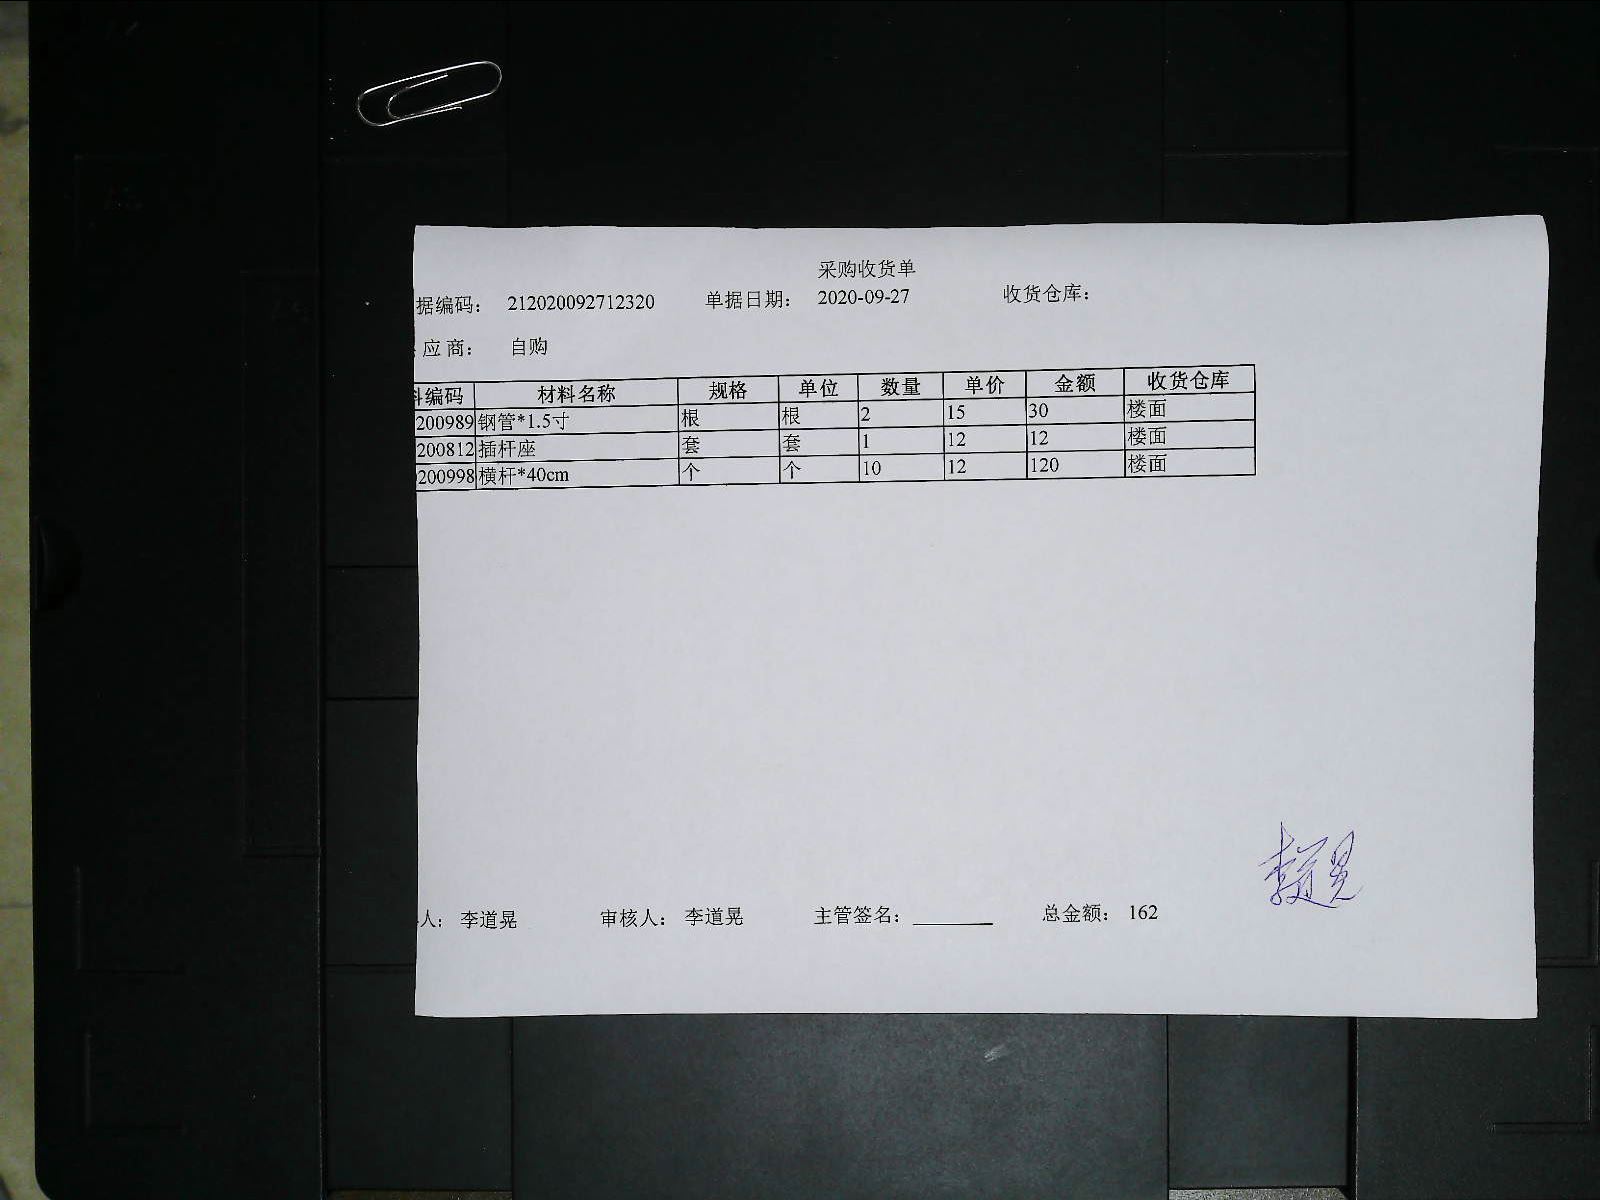 采购收货单
据编码： 212020092712320 单据日期： 2020-09-27 收货仓库：
应商： 自购
编码 材料名称 规格 单位 数量 单价 金额 收货仓库
200989 钢管*1.5寸 根 根 2 15 30 楼面
200812 插杆座 套 套 1 12 12 楼面
200998 横杆*40cm 个 个 10 12 120 楼面
李道晃
人： 李道晃 审核人： 李道晃 主管签名： 总金额： 162